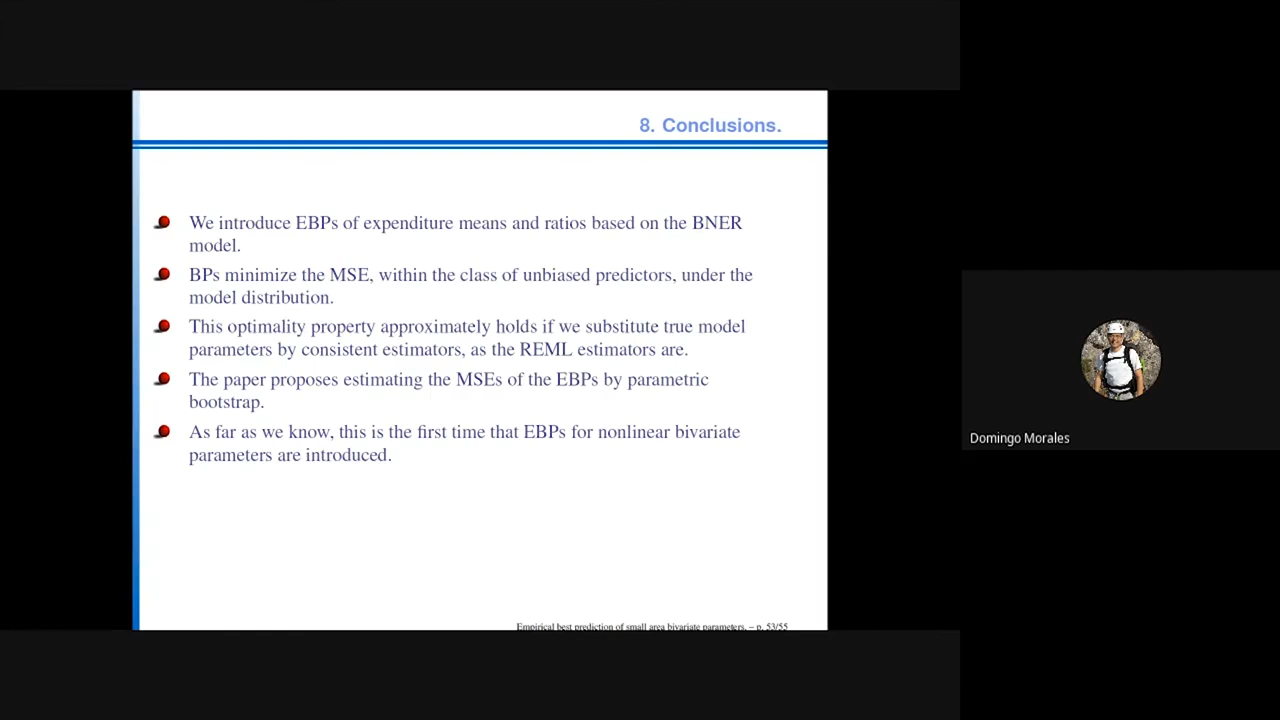 8. Conclusions.
We introduce EBPs of expenditure means and ratios based on the BNER
model.
BPs minimize the MSE, within the class of unbiased predictors, under the
model distribution.
This optimality property approximately holds if we substitute true model
parameters by consistent estimators, as the REML estimators are.
The paper proposes estimating the MSEs of the EBPs by parametric
bootstrap.
As far as we know, this is the first time that EBPs for nonlinear bivariate
parameters are introduced.
Empirical best prediction of small area bivariate parameters, – p. 53/55
Domingo Morales